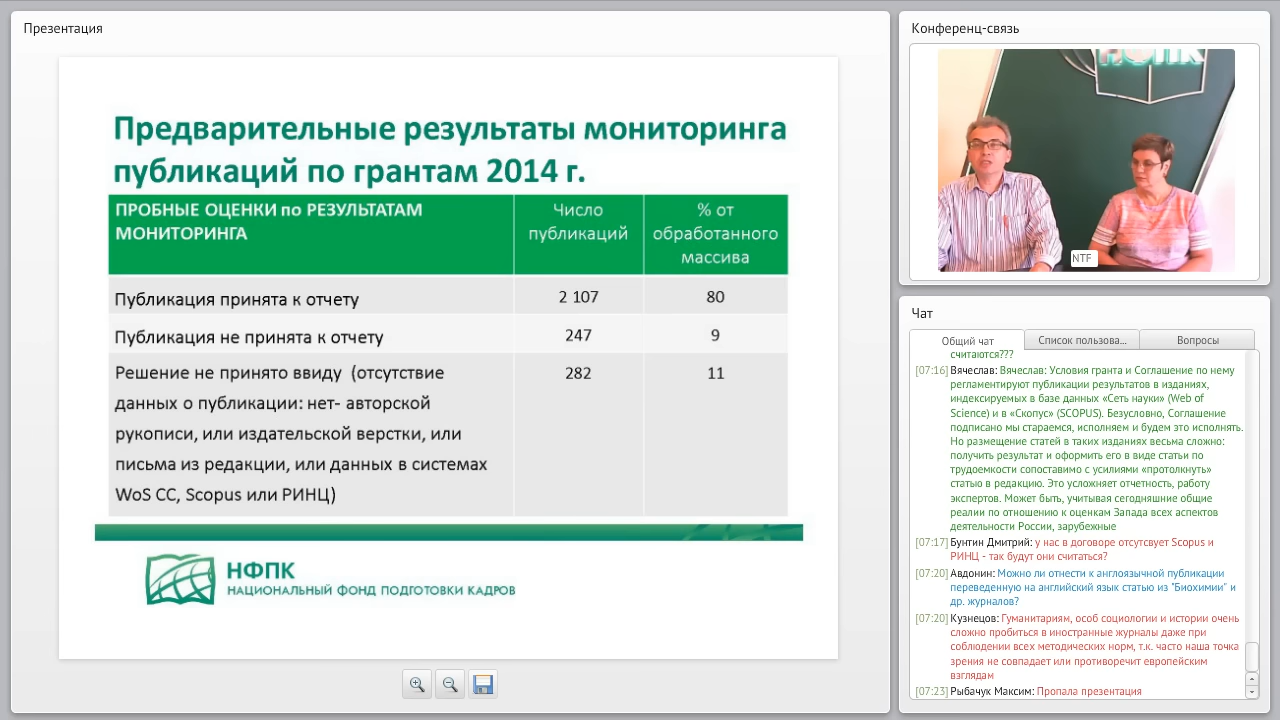 Презентация
Предварительные результаты мониторинга
публикаций по грантам 2014 г.
ПРОБНЫЕ ОЦЕНКИ по РЕЗУЛЬТАТАМ
МОНИТОРИНГА
Число
публикаций
% от
обработанного
массива
Публикация принята к отчету
2 107
80
Публикация не принята к отчету
247
9
Решение не принято ввиду (отсутствие
данных о публикации: нет- авторской
рукописи, или издательской верстки, или
письма из редакции, или данных в системах
WoS CC, Scopus или РИНЦ)
282
11
НФПК
НАЦИОНАЛЬНЫЙ ФОНД ПОДГОТОВКИ КАДРОВ
Конференц-связь
НФПК
NTF
Чат
Общий чат
Список пользова...
Вопросы
считаются???
[07:16] Вячеслав: Вячеслав: Условия гранта и Соглашение по нему
регламентируют публикации результатов в изданиях,
индексируемых в базе данных «Сеть науки» (Web of
Science) и в «Скопус» (SCOPUS). Безусловно, Соглашение
подписано мы стараемся, исполняем и будем это исполнять.
Но размещение статей в таких изданиях весьма сложно:
получить результат и оформить его в виде статьи по
трудоемкости сопоставимо с усилиями «протолкнуть»
статью в редакцию. Это усложняет отчетность, работу
экспертов. Может быть, учитывая сегодняшние общие
реалии по отношению к оценкам Запада всех аспектов
деятельности России, зарубежные
[07:17] Бунтин Дмитрий: у нас в договоре отсутсвует Scopus и
РИНЦ - так будут они считаться?
[07:20] Авдонин: Можно ли отнести к англоязычной публикации
переведенную на английский язык статью из "Биохимии" и
др. журналов?
[07:20] Кузнецов: Гуманитариям, особ социологии и истории очень
сложно пробиться в иностранные журналы даже при
соблюдении всех методических норм, т.к. часто наша точка
зрения не совпадает или противоречит европейским
взглядам
[07:23] Рыбачук Максим: Пропала презентация